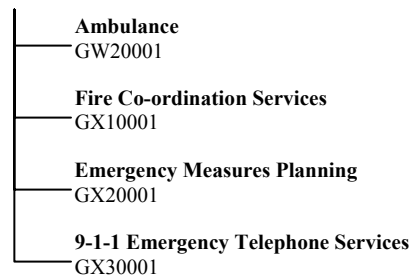 Ambulance
GW20001
Fire Co-ordination Services
GX10001
Emergency Measures Planning
GX20001
9-1-1 Emergency Telephone Services
GX30001